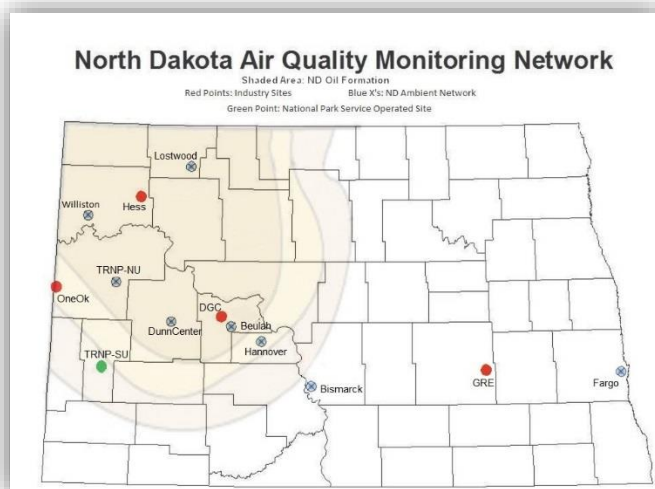 North Dakota Air Quality Monitoring Network
Shaded Area: ND Oil Formation
Red Points: Industry Sites Blue X's: ND Ambient Network
Green Point: National Park Service Operated Site
Lostwood
Williston
Hess
TRNP-NU
OneOk
DGC
DunnCenter
Beulah
Hannover
TRNP-SU
Bismarck
GRE
Fargo